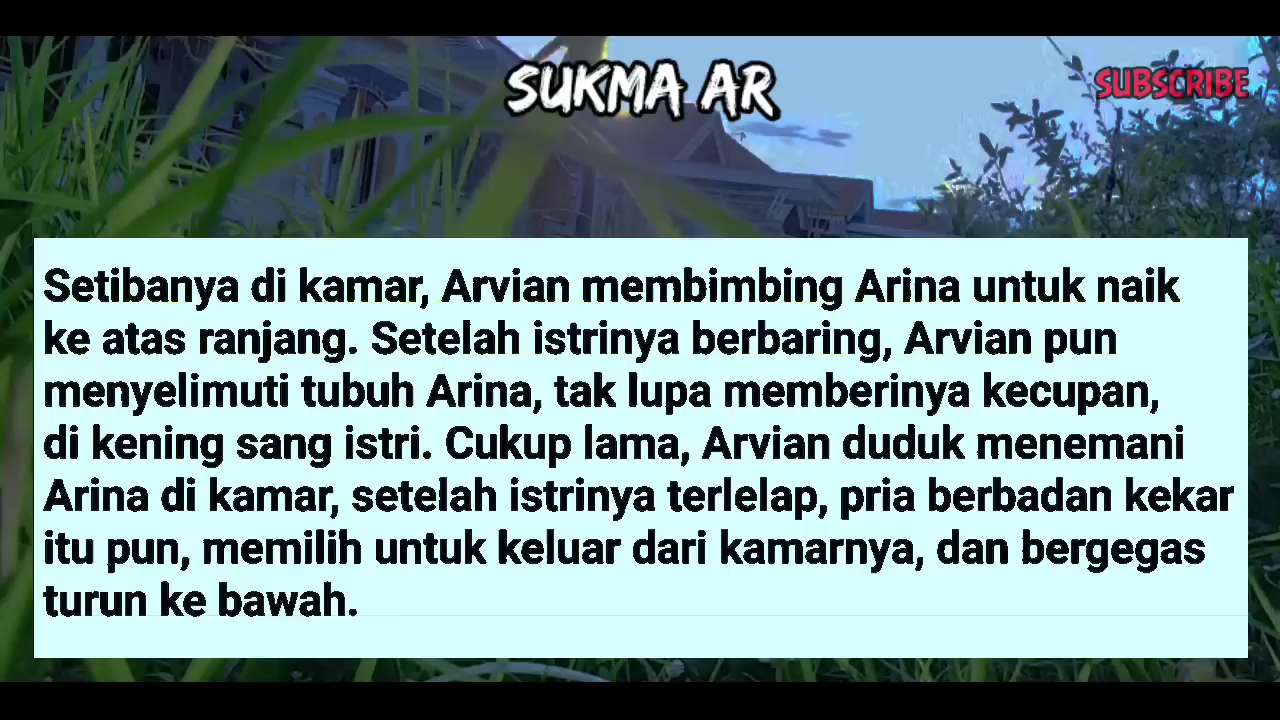 SUKMA AR
SUBSCRIBE
Setibanya di kamar, Arvian membimbing Arina untuk naik
ke atas ranjang. Setelah istrinya berbaring, Arvian pun
menyelimuti tubuh Arina, tak lupa memberinya kecupan,
di kening sang istri. Cukup lama, Arvian duduk menemani
Arina di kamar, setelah istrinya terlelap, pria berbadan kekar
itu pun, memilih untuk keluar dari kamarnya, dan bergegas
turun ke bawah.